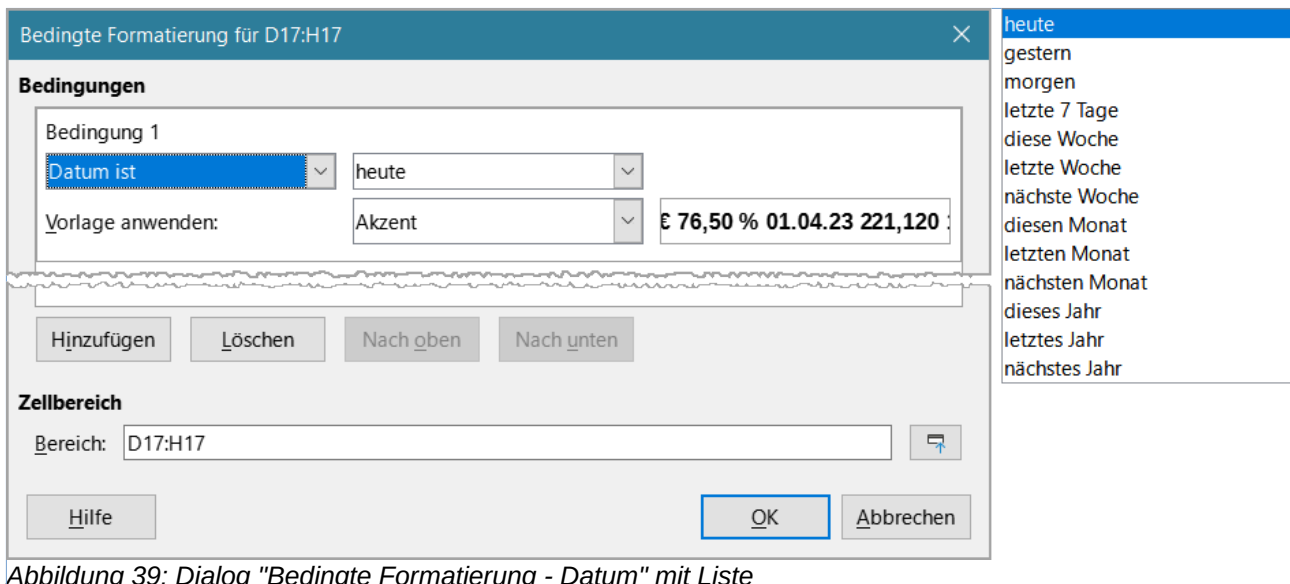 Bedingte Formatierung für D17:H17
Bedingungen
Bedingung 1
Datum ist heute
Vorlage anwenden: Akzent € 76,50 % 01.04.23 221,120
Hinzufügen Löschen Nach oben Nach unten
Zellbereich
Bereich: D17:H17
Hilfe OK Abbrechen
heute
gestern
morgen
letzte 7 Tage
diese Woche
letzte Woche
nächste Woche
diesen Monat
letzten Monat
nächsten Monat
dieses Jahr
letztes Jahr
nächstes Jahr
Abbildung 39: Dialog "Bedingte Formatierung - Datum" mit Liste